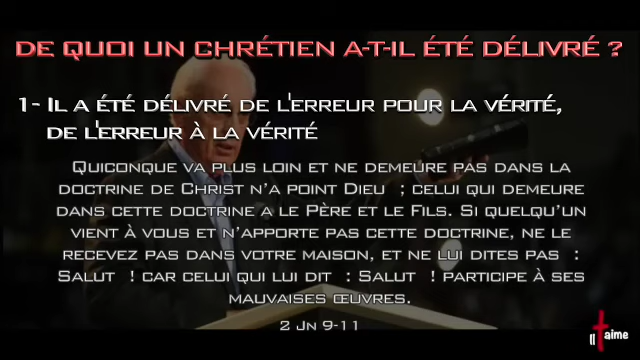 DE QUOI UN CHRÉTIEN A-T-IL ÉTÉ DÉLIVRÉ ?
1- IL A ÉTÉ DÉLIVRÉ DE L'ERREUR POUR LA VÉRITÉ,
DE L'ERREUR À LA VÉRITÉ
QUICONQUE VA PLUS LOIN ET NE DEMEURE PAS DANS LA
DOCTRINE DE CHRIST N'A POINT DIEU ; CELUI QUI DEMEURE
DANS CETTE DOCTRINE A LE PÈRE ET LE FILS. SI QUELQU'UN
VIENT À VOUS ET N'APPORTE PAS CETTE DOCTRINE, NE LE
RECEVEZ PAS DANS VOTRE MAISON, ET NE LUI DITES PAS :
SALUT ! CAR CELUI QUI LUI DIT : SALUT ! PARTICIPE À SES
MAUVAISES ŒUVRES.
2 JN 9-11
Il t'aime